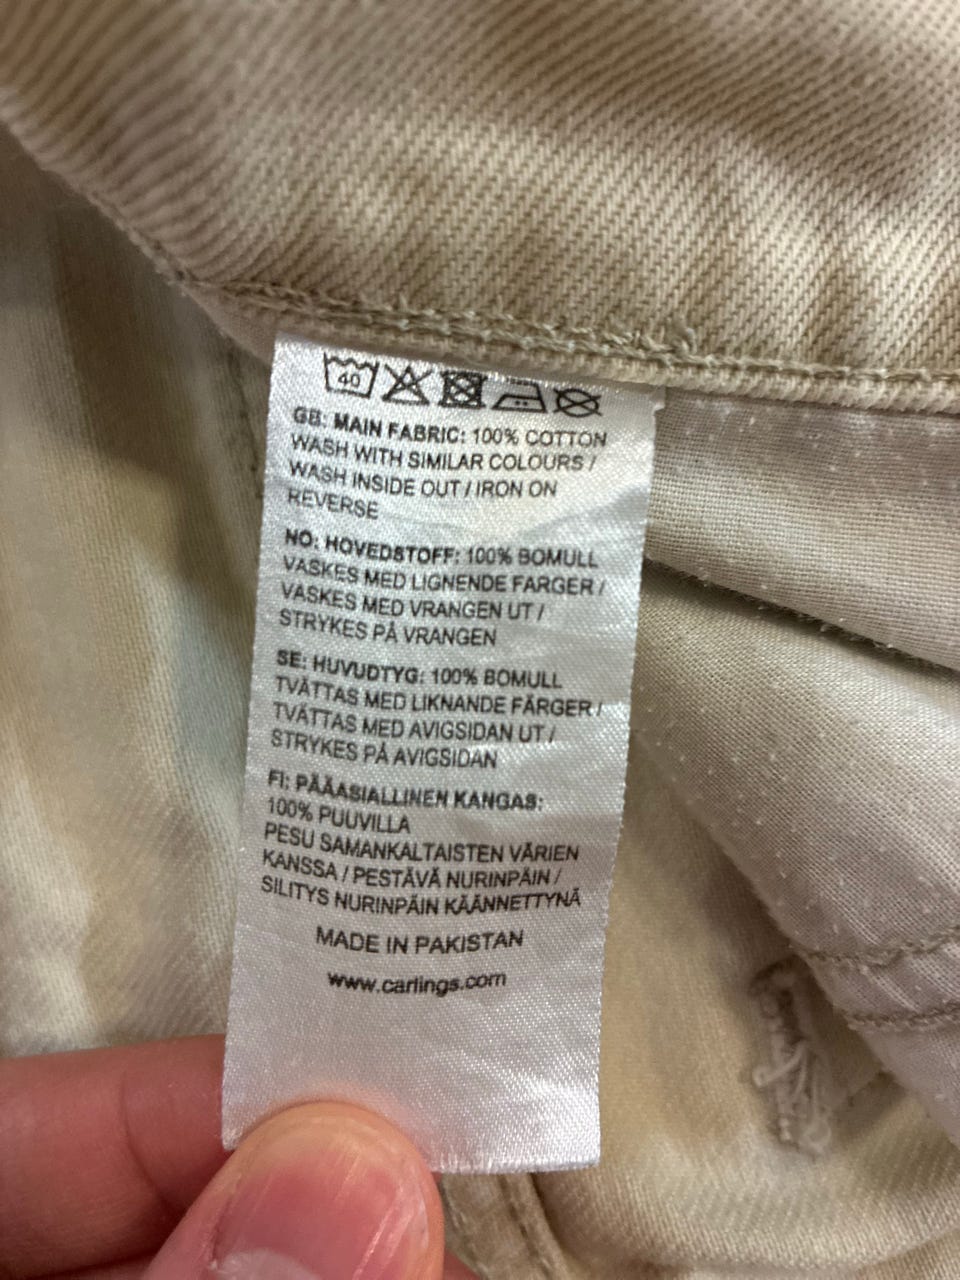 40
GB: MAIN FABRIC: 100% COTTON
WASH WITH SIMILAR COLOURS /
WASH INSIDE OUT / IRON ON
REVERSE
NO: HOVEDSTOFF: 100% BOMULL
VASKES MED LIGNENDE FARGER /
VASKES MED VRANGEN UT /
STRYKES PÅ VRANGEN
SE: HUVUDTYG: 100% BOMULL
TVÄTTAS MED LIKNANDE FÄRGER /
TVÄTTAS MED AVIGSIDAN UT /
STRYKES PÅ AVIGSIDAN
FI: PÄÄASIALLINEN KANGAS:
100% PUUVILLA
PESU SAMANKALTAISTEN VÄRIEN
KANSSA / PESTÄVÄ NURINPÄIN /
SILITYS NURINPÄIN KÄÄNNETTYNÄ
MADE IN PAKISTAN
www.carlings.com